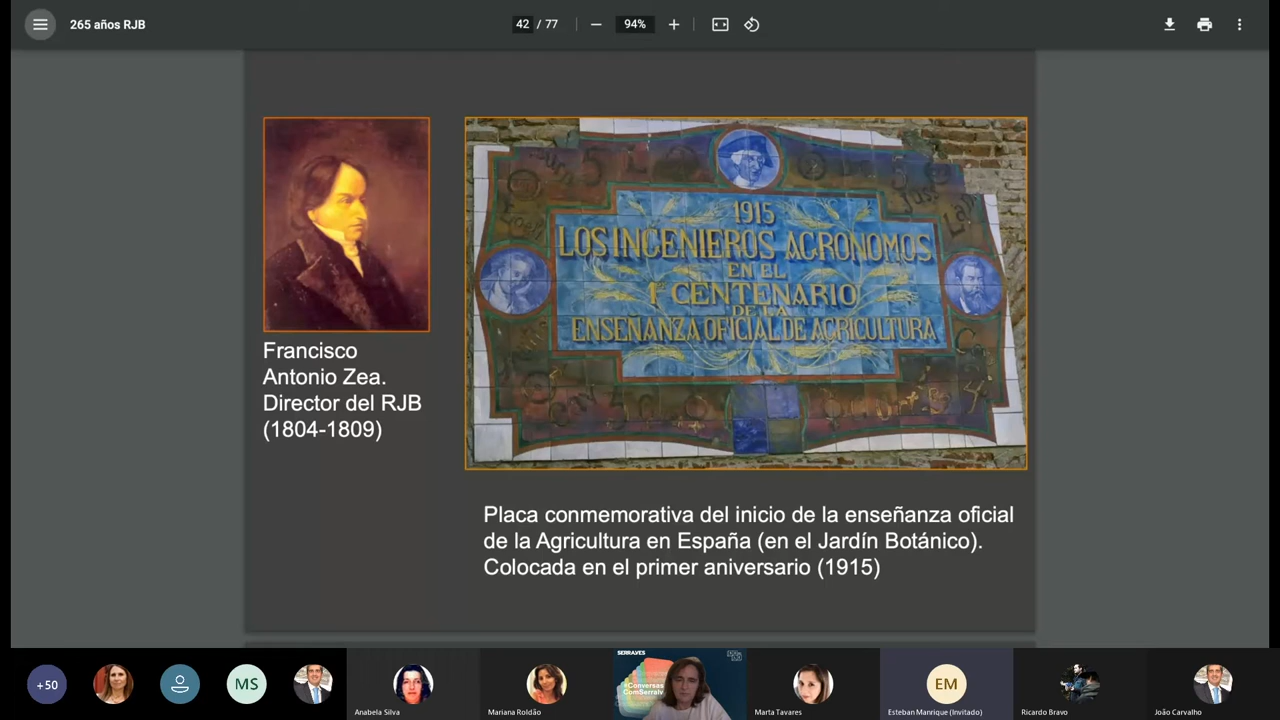 265 años RJB
42 / 77
94%
1915
LOS INGENIEROS AGRONOMOS
EN EL
1er CENTENARIO
DE LA
ENSEÑANZA OFICIAL DE AGRICULTURA
Francisco
Antonio Zea.
Director del RJB
(1804-1809)
Placa conmemorativa del inicio de la enseñanza oficial
de la Agricultura en España (en el Jardín Botánico).
Colocada en el primer aniversario (1915)
+50
MS
SERRALVES
#Conversas
ComSerralv
EM
Anabela Silva
Mariana Roldão
Marta Tavares
Esteban Manrique (Invitado)
Ricardo Bravo
João Carvalho